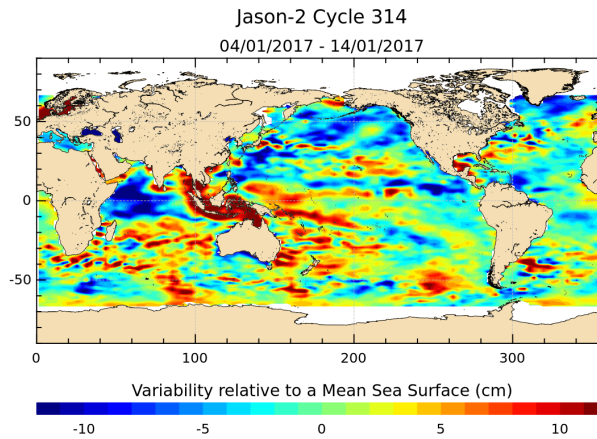 Jason-2 Cycle 314
04/01/2017 - 14/01/2017
50
0
-50
0 100 200 300
Variability relative to a Mean Sea Surface (cm)
-10 -5 0 5 10